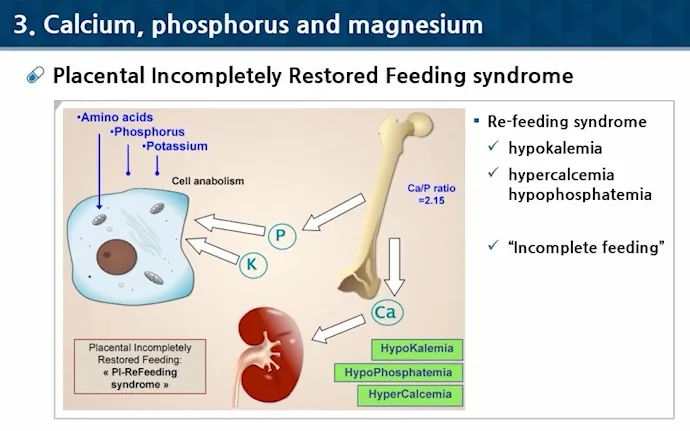 3. Calcium, phosphorus and magnesium
Placental Incompletely Restored Feeding syndrome
•Amino acids
•Phosphorus
•Potassium
Cell anabolism
Ca/P ratio
=2.15
P
K
Ca
Placental Incompletely
Restored Feeding:
« PI-ReFeeding
syndrome »
HypoKalemia
HypoPhosphatemia
HyperCalcemia
▪ Re-feeding syndrome
✓ hypokalemia
✓ hypercalcemia
hypophosphatemia
✓ “Incomplete feeding”